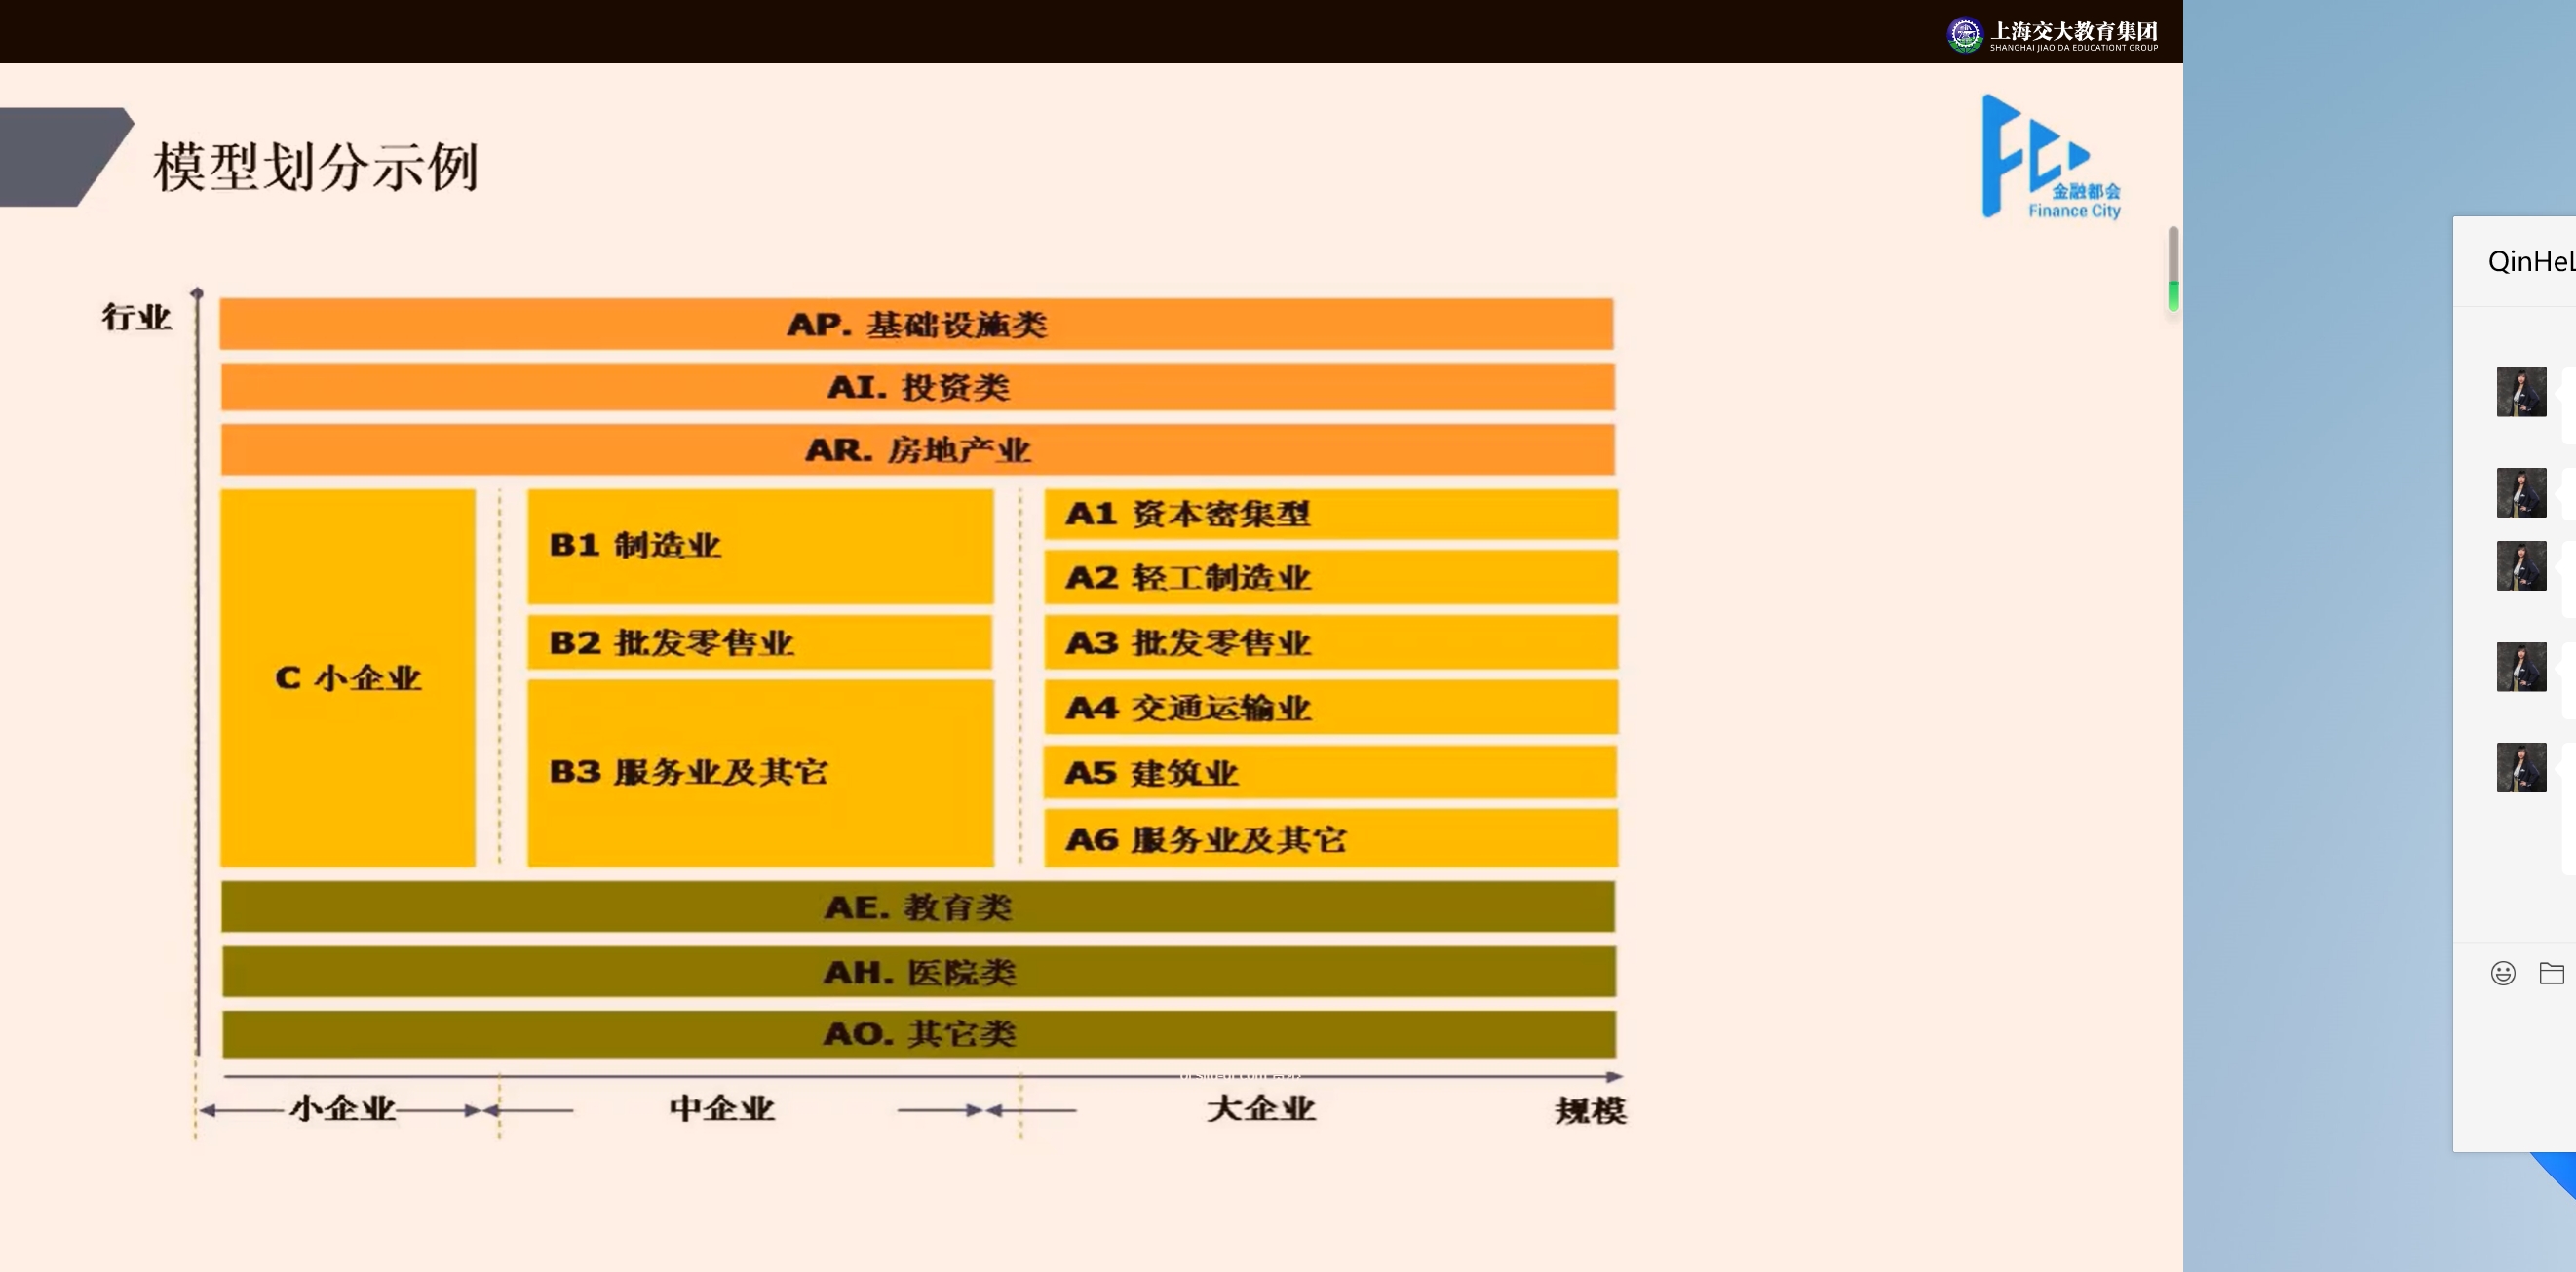 上海交大教育集团
SHANGHAI JIAO DA EDUCATIONT GROUP
模型划分示例
金融都会
Finance City
QinHeL
行业
AP. 基础设施类
AI. 投资类
AR. 房地产业
C 小企业
B1 制造业
B2 批发零售业
B3 服务业及其它
A1 资本密集型
A2 轻工制造业
A3 批发零售业
A4 交通运输业
A5 建筑业
A6 服务业及其它
AE. 教育类
AH. 医院类
AO. 其它类
小企业
中企业
大企业
规模